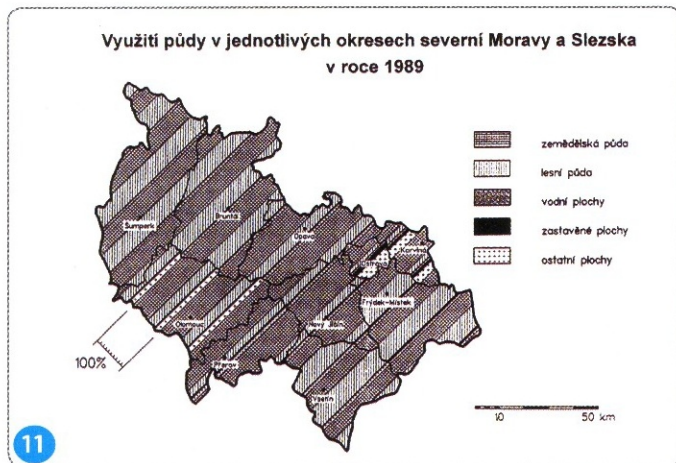 Využití půdy v jednotlivých okresech severní Moravy a Slezska
v roce 1989
zemědělská půda
lesní půda
vodní plochy
zastavěné plochy
ostatní plochy
Šumperk
Bruntál
Opava
Karviná
Frýdek-Místek
Olomouc
Nový Jičín
Přerov
Vsetín
100%
10
50 km
11